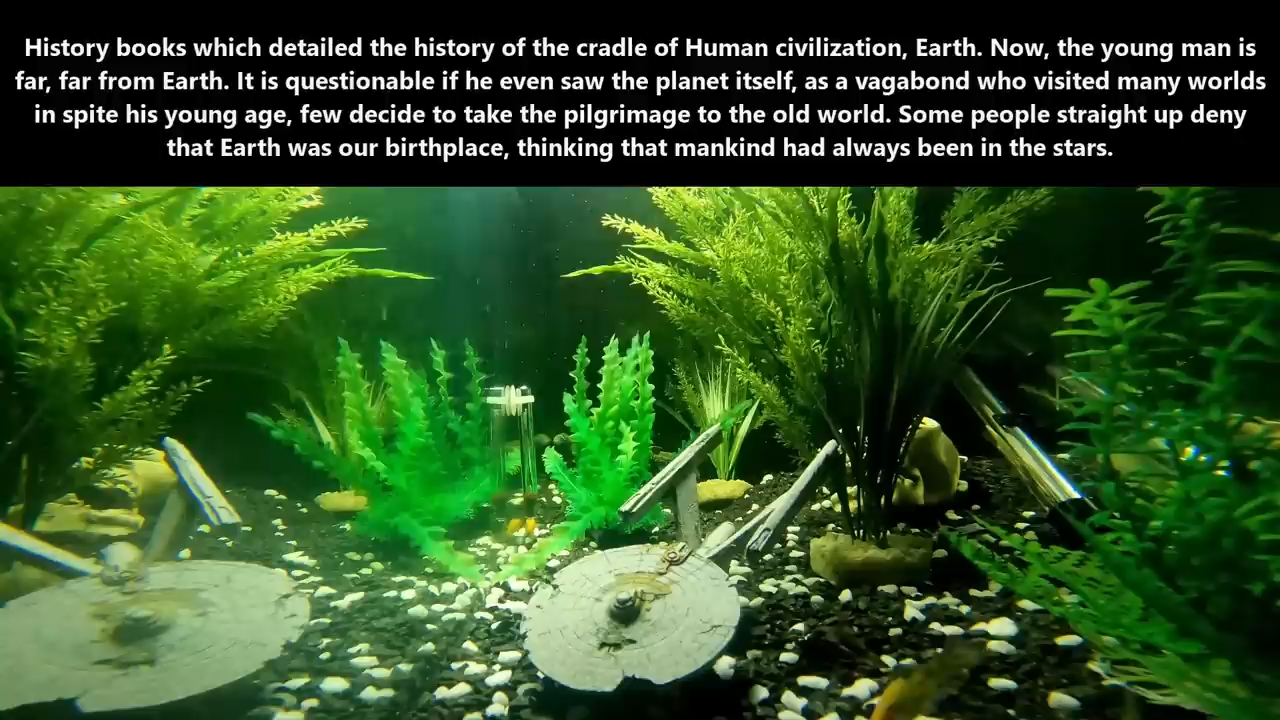 History books which detailed the history of the cradle of Human civilization, Earth. Now, the young man is
far, far from Earth. It is questionable if he even saw the planet itself, as a vagabond who visited many worlds
in spite his young age, few decide to take the pilgrimage to the old world. Some people straight up deny
that Earth was our birthplace, thinking that mankind had always been in the stars.